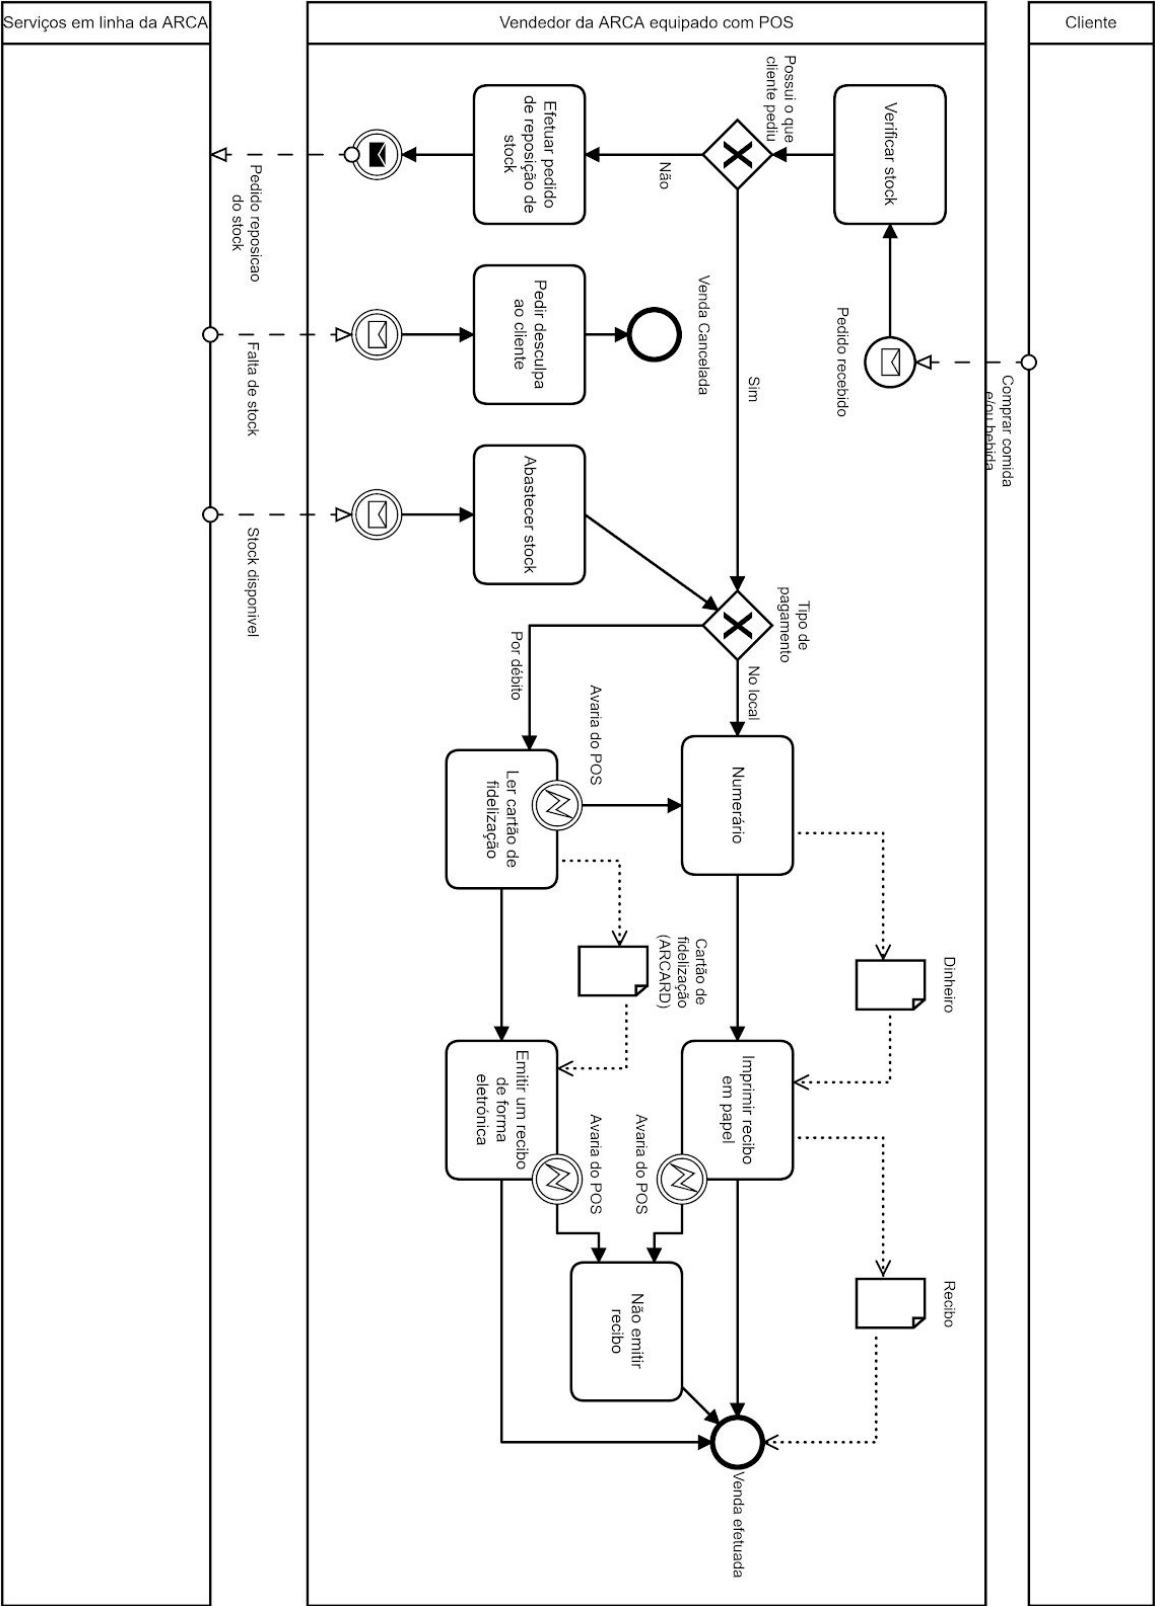 Serviços em linha da ARCA
Vendedor da ARCA equipado com POS
Cliente
Comprar comida
e/ou bebida
Pedido recebido
Verificar stock
Possui o que
cliente pediu
Não
Sim
Efetuar pedido
de reposição de
stock
Pedido reposicao
do stock
Falta de stock
Pedir desculpa
ao cliente
Venda Cancelada
Stock disponivel
Abastecer stock
Tipo de
pagamento
No local
Por débito
Numerário
Avaria do POS
Ler cartão de
fidelização
Dinheiro
Cartão de
fidelização
(ARCARD)
Imprimir recibo
em papel
Emitir um recibo
de forma
eletrónica
Avaria do POS
Avaria do POS
Recibo
Não emitir
recibo
Venda efetuada